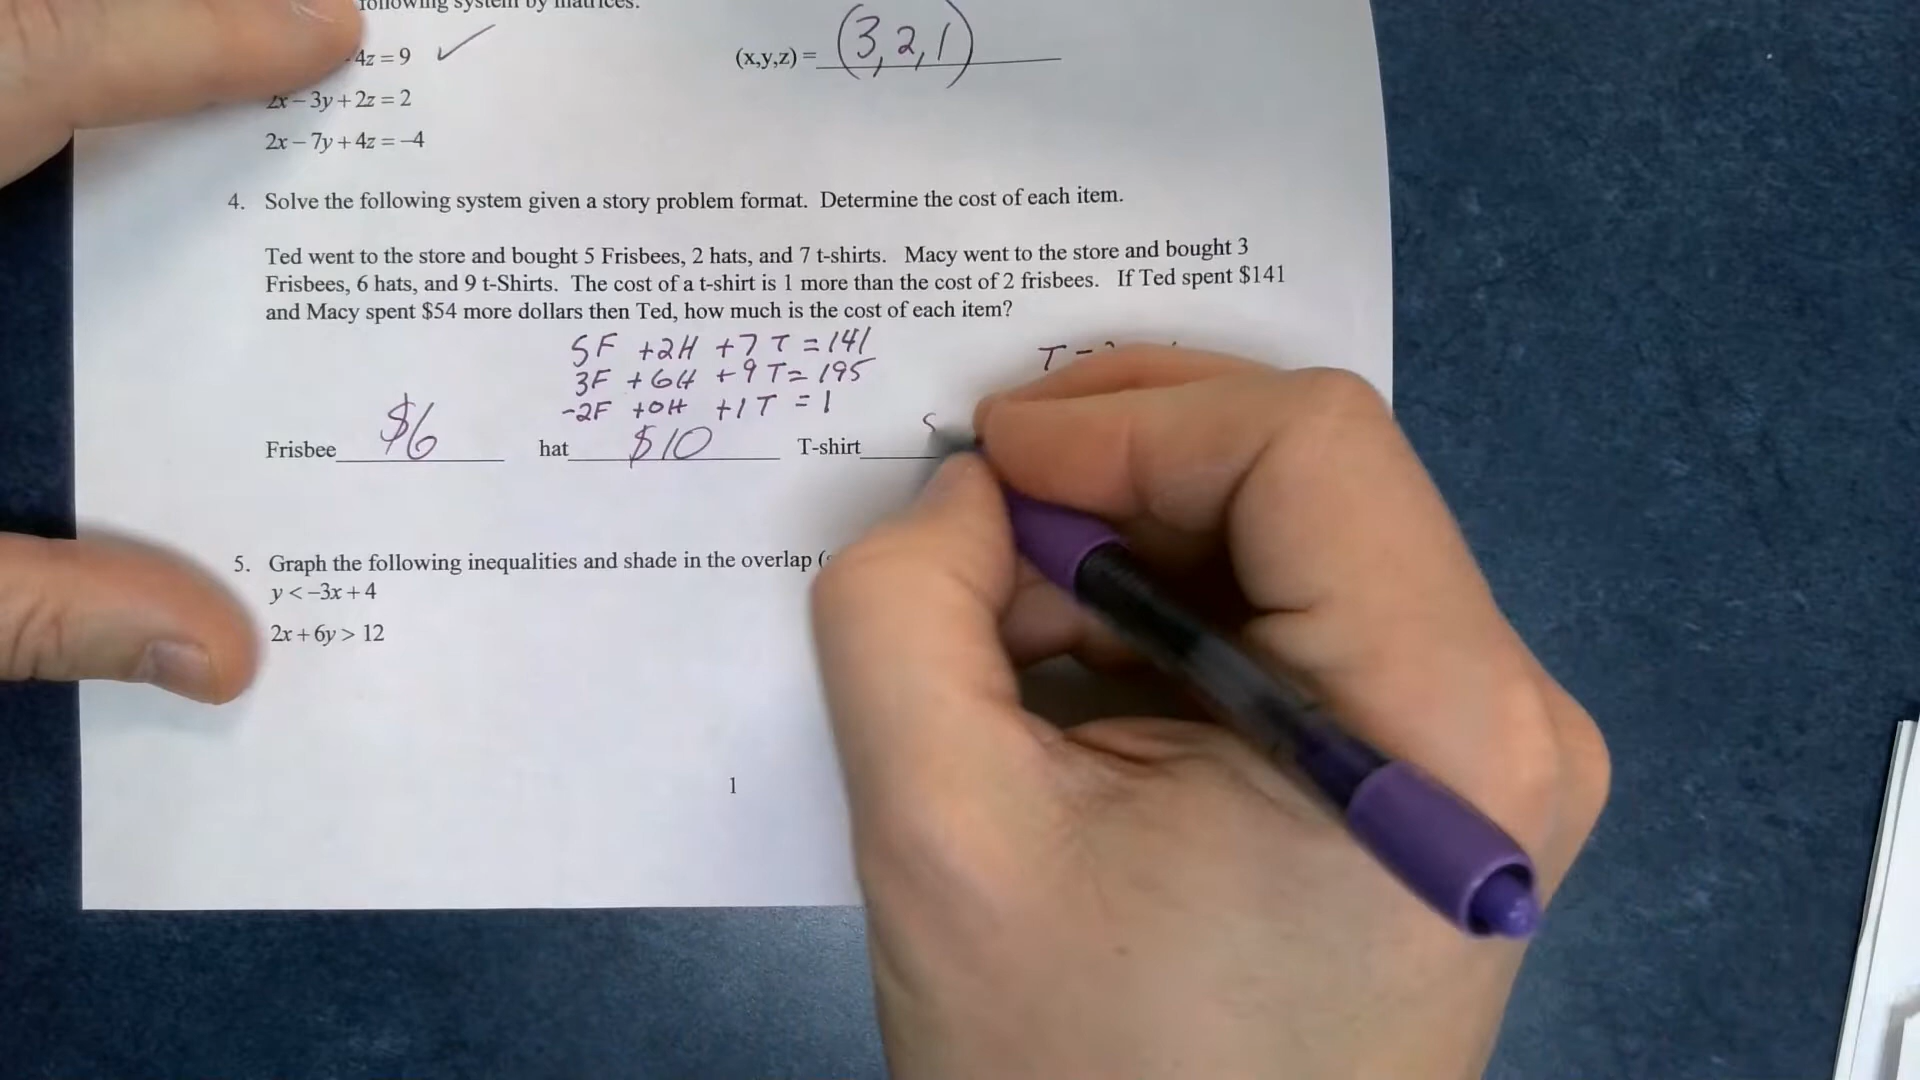 following system by matrices.
4z = 9 ✓ (x,y,z) = (3, 2, 1)
2x – 3y + 2z = 2
2x – 7y + 4z = –4
4. Solve the following system given a story problem format. Determine the cost of each item.
Ted went to the store and bought 5 Frisbees, 2 hats, and 7 t-shirts. Macy went to the store and bought 3
Frisbees, 6 hats, and 9 t-Shirts. The cost of a t-shirt is 1 more than the cost of 2 frisbees. If Ted spent $141
and Macy spent $54 more dollars then Ted, how much is the cost of each item?
5F +2H +7T = 141
3F +6H +9T = 195
-2F +0H +1T = 1
T =
Frisbee $6 hat $10 T-shirt
5. Graph the following inequalities and shade in the overlap (
y < –3x + 4
2x + 6y > 12
1